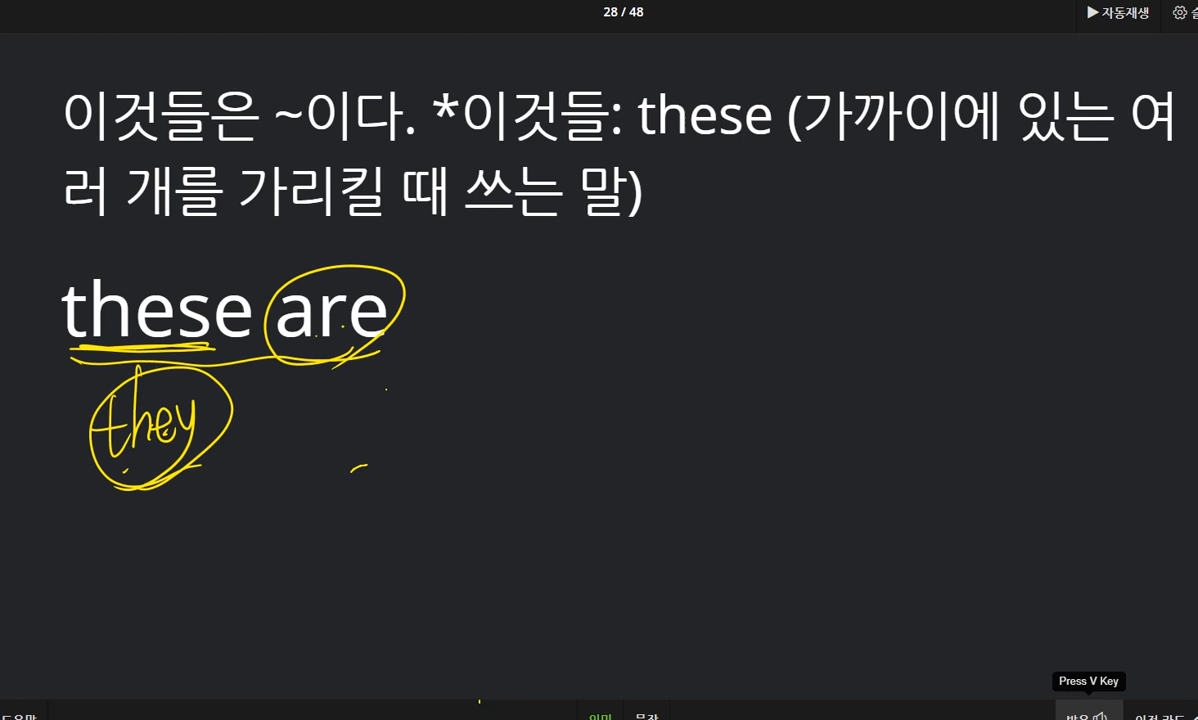 28 / 48
▶ 자동재생
이것들은 ~이다. *이것들: these (가까이에 있는 여
러 개를 가리킬 때 쓰는 말)
these are
they
Press V Key